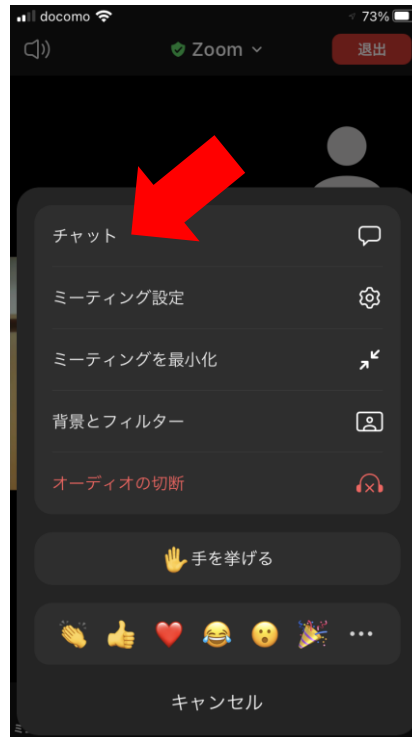 docomo 73%
Zoom 退出
チャット
ミーティング設定
ミーティングを最小化
背景とフィルター
オーディオの切断
手を挙げる
キャンセル